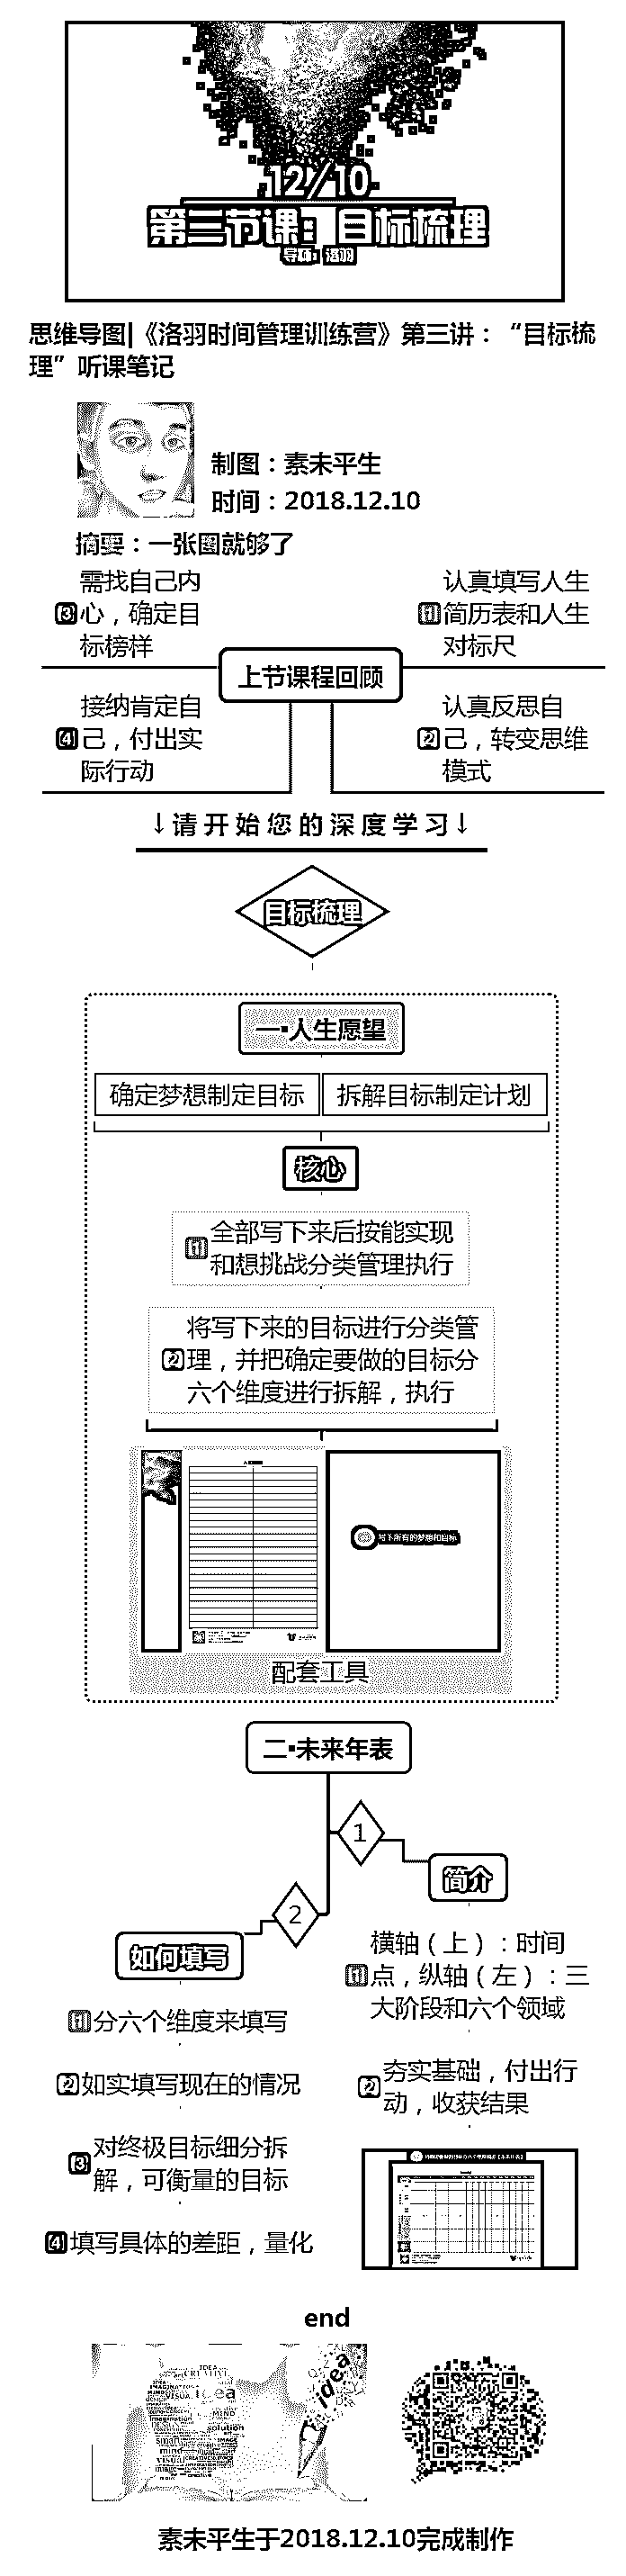 12/10
第三节课：目标梳理
导师：洛羽
思维导图|《洛羽时间管理训练营》第三讲：“目标梳
理”听课笔记
制图：素未平生
时间：2018.12.10
摘要：一张图就够了
上节课程回顾
1 认真填写人生
简历表和人生
对标尺
2 认真反思自
己，转变思维
模式
3 需找自己内
心，确定目
标榜样
4 接纳肯定自
己，付出实
际行动
↓请开始您的深度学习↓
目标梳理
一·人生愿望
确定梦想制定目标
拆解目标制定计划
核心
1 全部写下来后按能实现
和想挑战分类管理执行
2 将写下来的目标进行分类管
理，并把确定要做的目标分
六个维度进行拆解，执行
写下所有的梦想和目标
配套工具
二·未来年表
1
简介
1 横轴（上）：时间
点，纵轴（左）：三
大阶段和六个领域
2 夯实基础，付出行
动，收获结果
2
如何填写
1 分六个维度来填写
2 如实填写现在的情况
3 对终极目标细分拆
解，可衡量的目标
4 填写具体的差距，量化
end
IDEA
CREATIVE
IMAGINATION
VISUAL
idea
MIND
imagination
solution
smart
mind
visual
idea
素未平生于2018.12.10完成制作